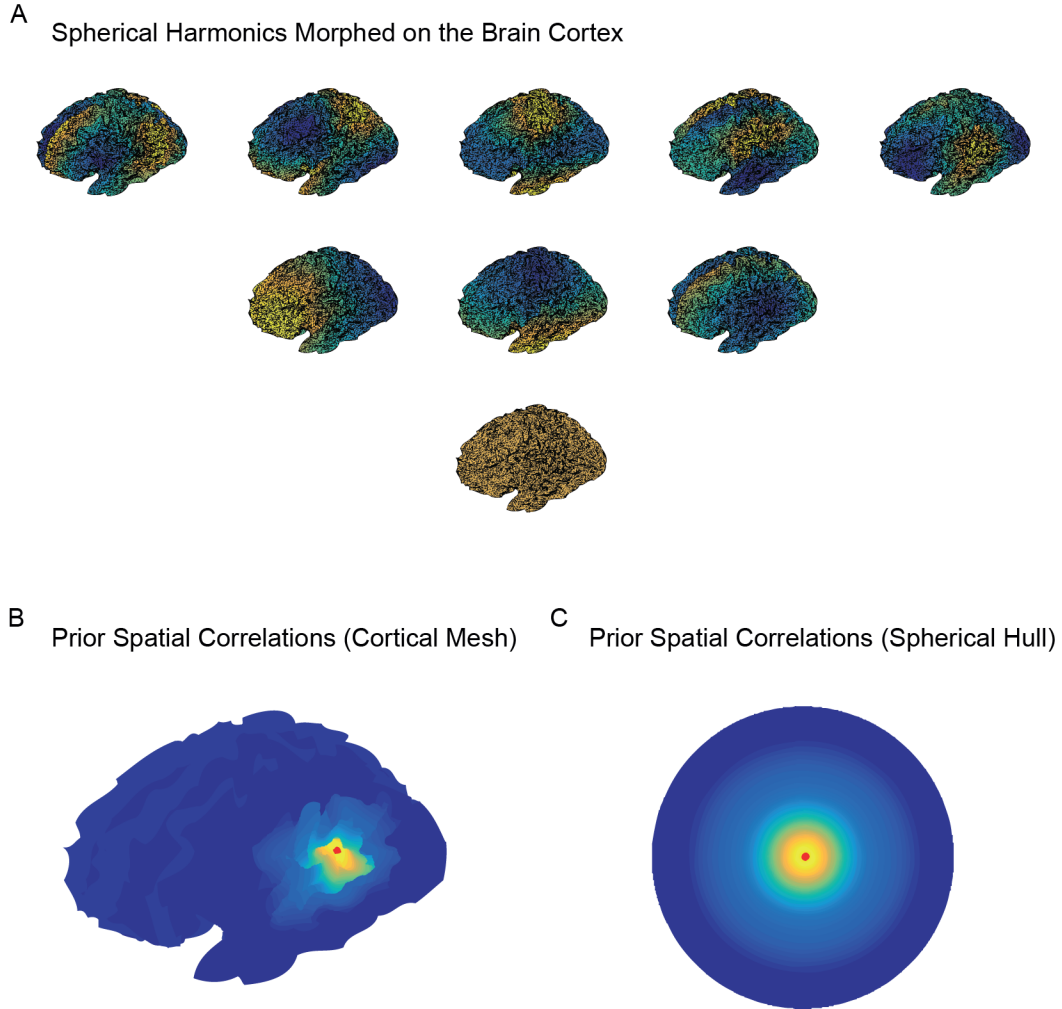 A
Spherical Harmonics Morphed on the Brain Cortex
B
Prior Spatial Correlations (Cortical Mesh)
C
Prior Spatial Correlations (Spherical Hull)